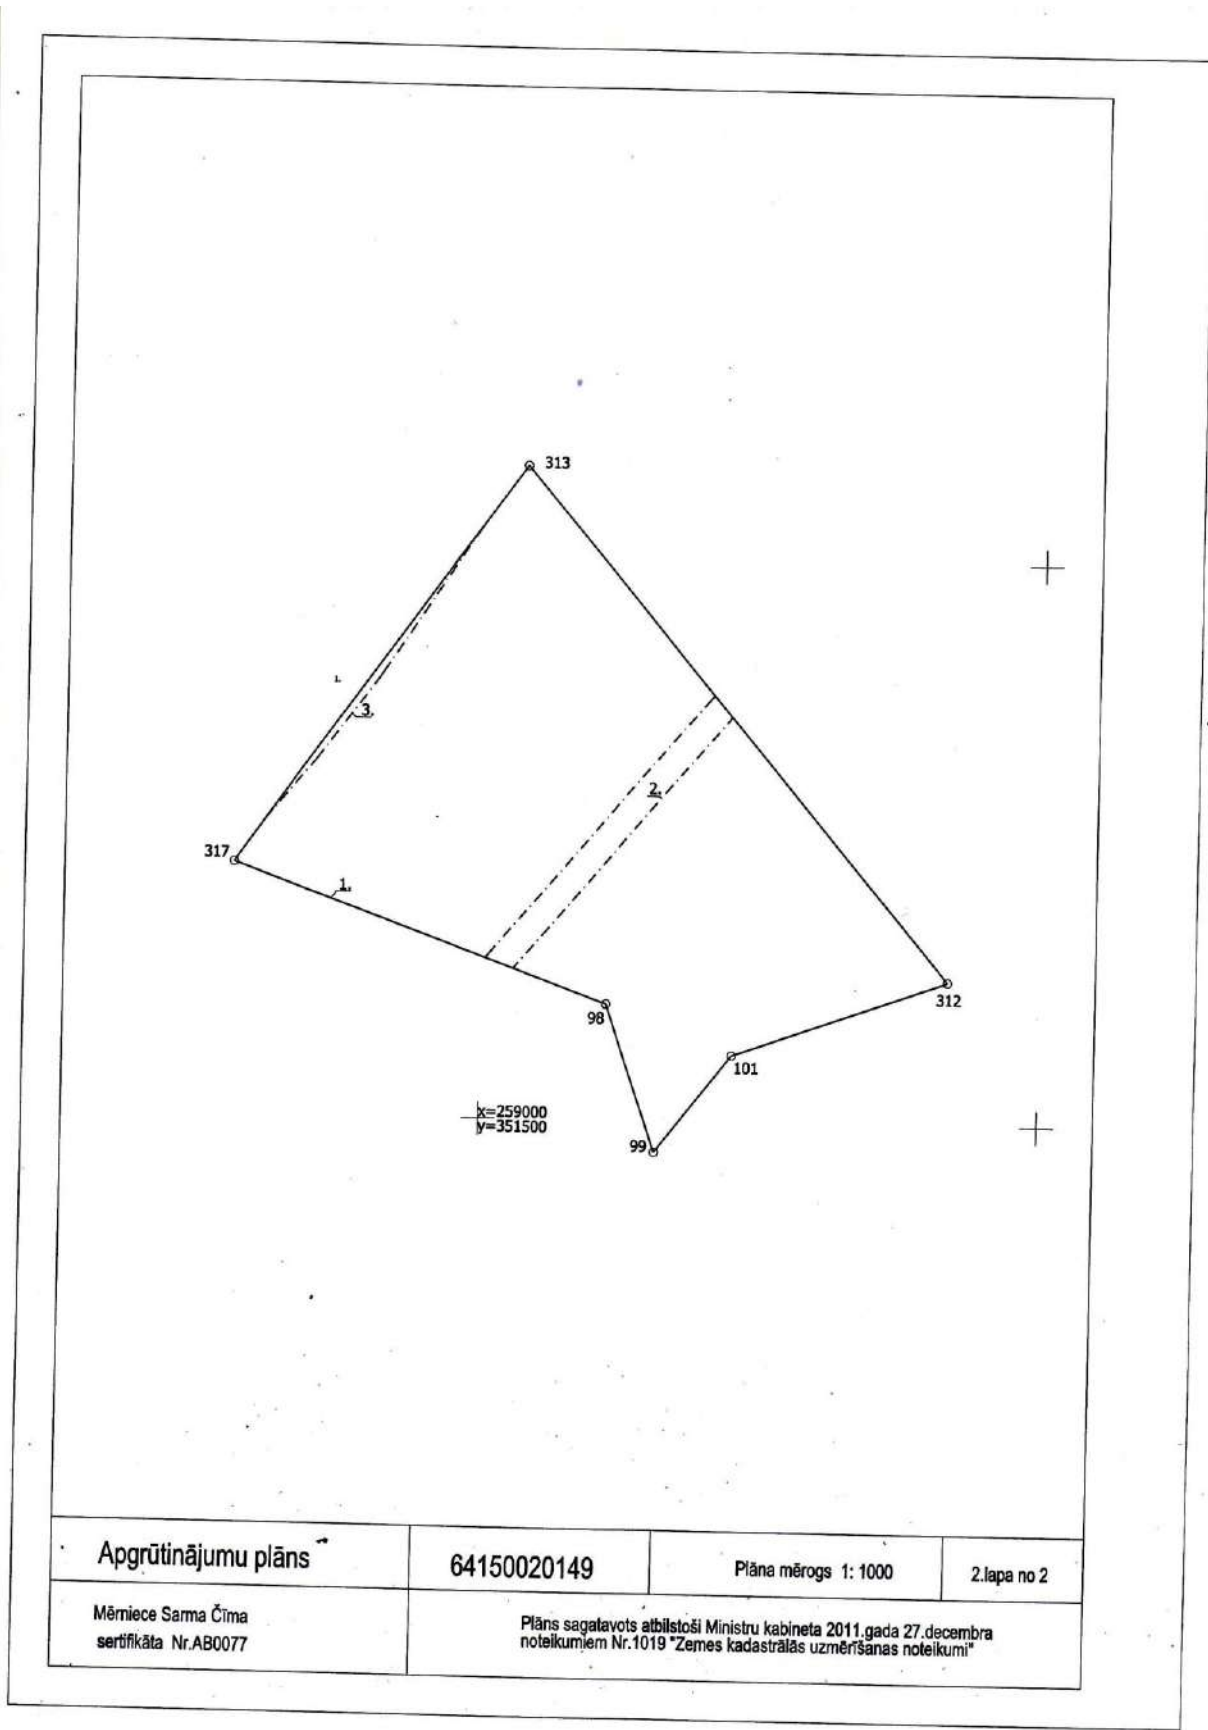 313
3.
2.
317
1.
98
312
101
x=259000
y=351500
99
Apgrūtinājumu plāns
64150020149
Plāna mērogs 1: 1000
2.lapa no 2
Mērniece Sarma Čīma
sertifikāta Nr.AB0077
Plāns sagatavots atbilstoši Ministru kabineta 2011.gada 27.decembra
noteikumiem Nr.1019 "Zemes kadastrālās uzmērīšanas noteikumi"